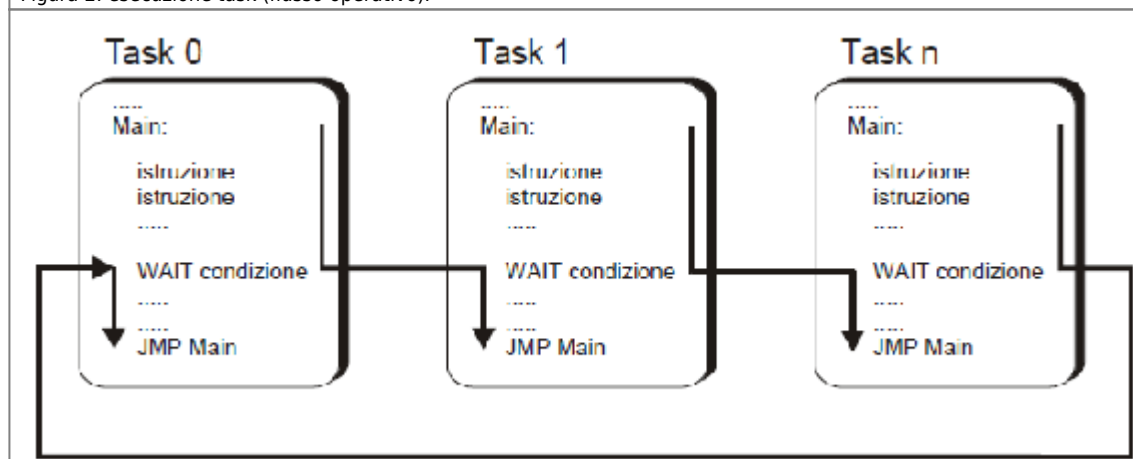 Figura 2: esecuzione task (flusso operativo).
Task 0
......
Main:
istruzione
istruzione
......
WAIT condizione
......
......
JMP Main
Task 1
......
Main:
istruzione
istruzione
......
WAIT condizione
......
......
JMP Main
Task n
......
Main:
istruzione
istruzione
......
WAIT condizione
......
......
JMP Main